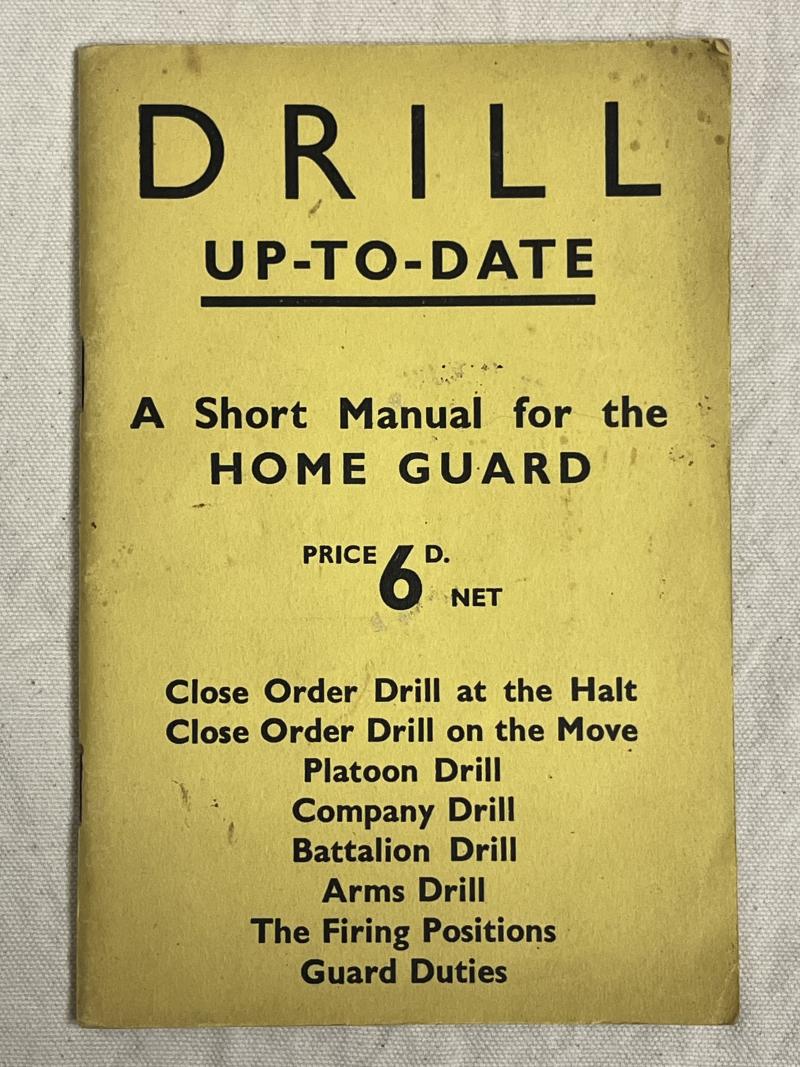 DRILL
UP-TO-DATE
A Short Manual for the
HOME GUARD
PRICE 6D. NET
Close Order Drill at the Halt
Close Order Drill on the Move
Platoon Drill
Company Drill
Battalion Drill
Arms Drill
The Firing Positions
Guard Duties